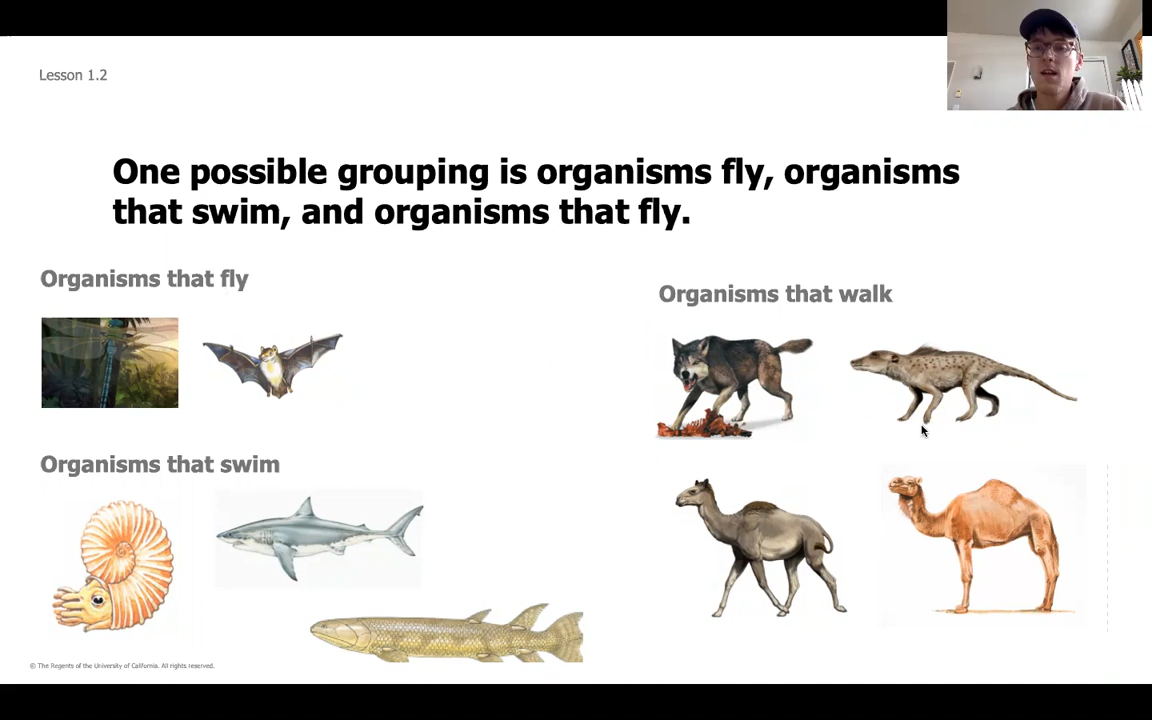 Lesson 1.2
One possible grouping is organisms fly, organisms
that swim, and organisms that fly.
Organisms that fly
Organisms that walk
Organisms that swim
© The Regents of the University of California. All rights reserved.